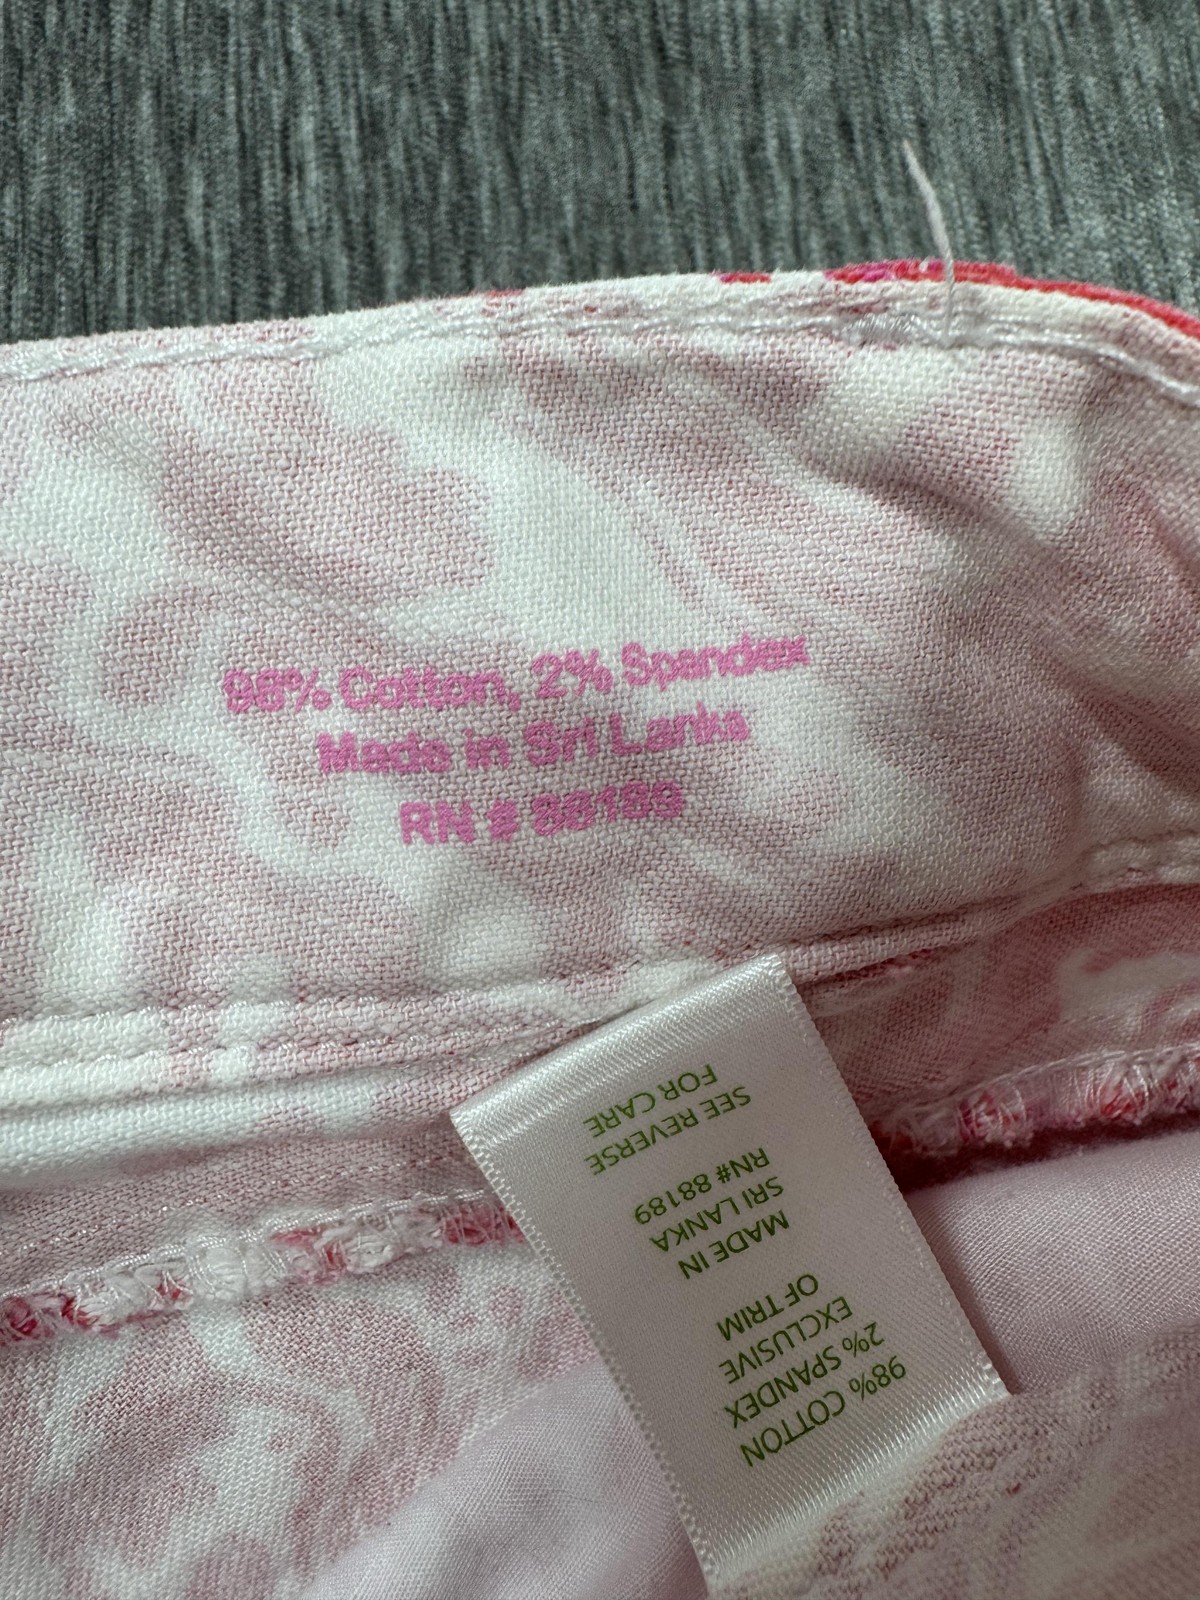 98% Cotton, 2% Spandex
Made in Sri Lanka
RN # 88189
98% COTTON
2% SPANDEX
EXCLUSIVE
OF TRIM
MADE IN
SRI LANKA
RN# 88189
SEE REVERSE
FOR CARE